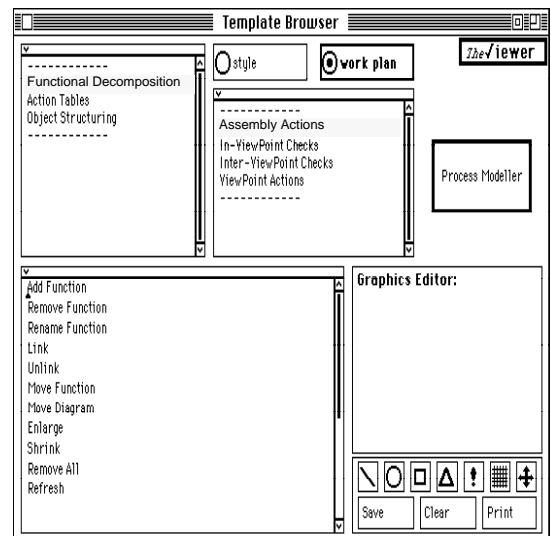 Template Browser
style
work plan
The Viewer
Functional Decomposition
Action Tables
Object Structuring
Assembly Actions
In-ViewPoint Checks
Inter-ViewPoint Checks
ViewPoint Actions
Process Modeller
Add Function
Remove Function
Rename Function
Link
Unlink
Move Function
Move Diagram
Enlarge
Shrink
Remove All
Refresh
Graphics Editor:
Save
Clear
Print